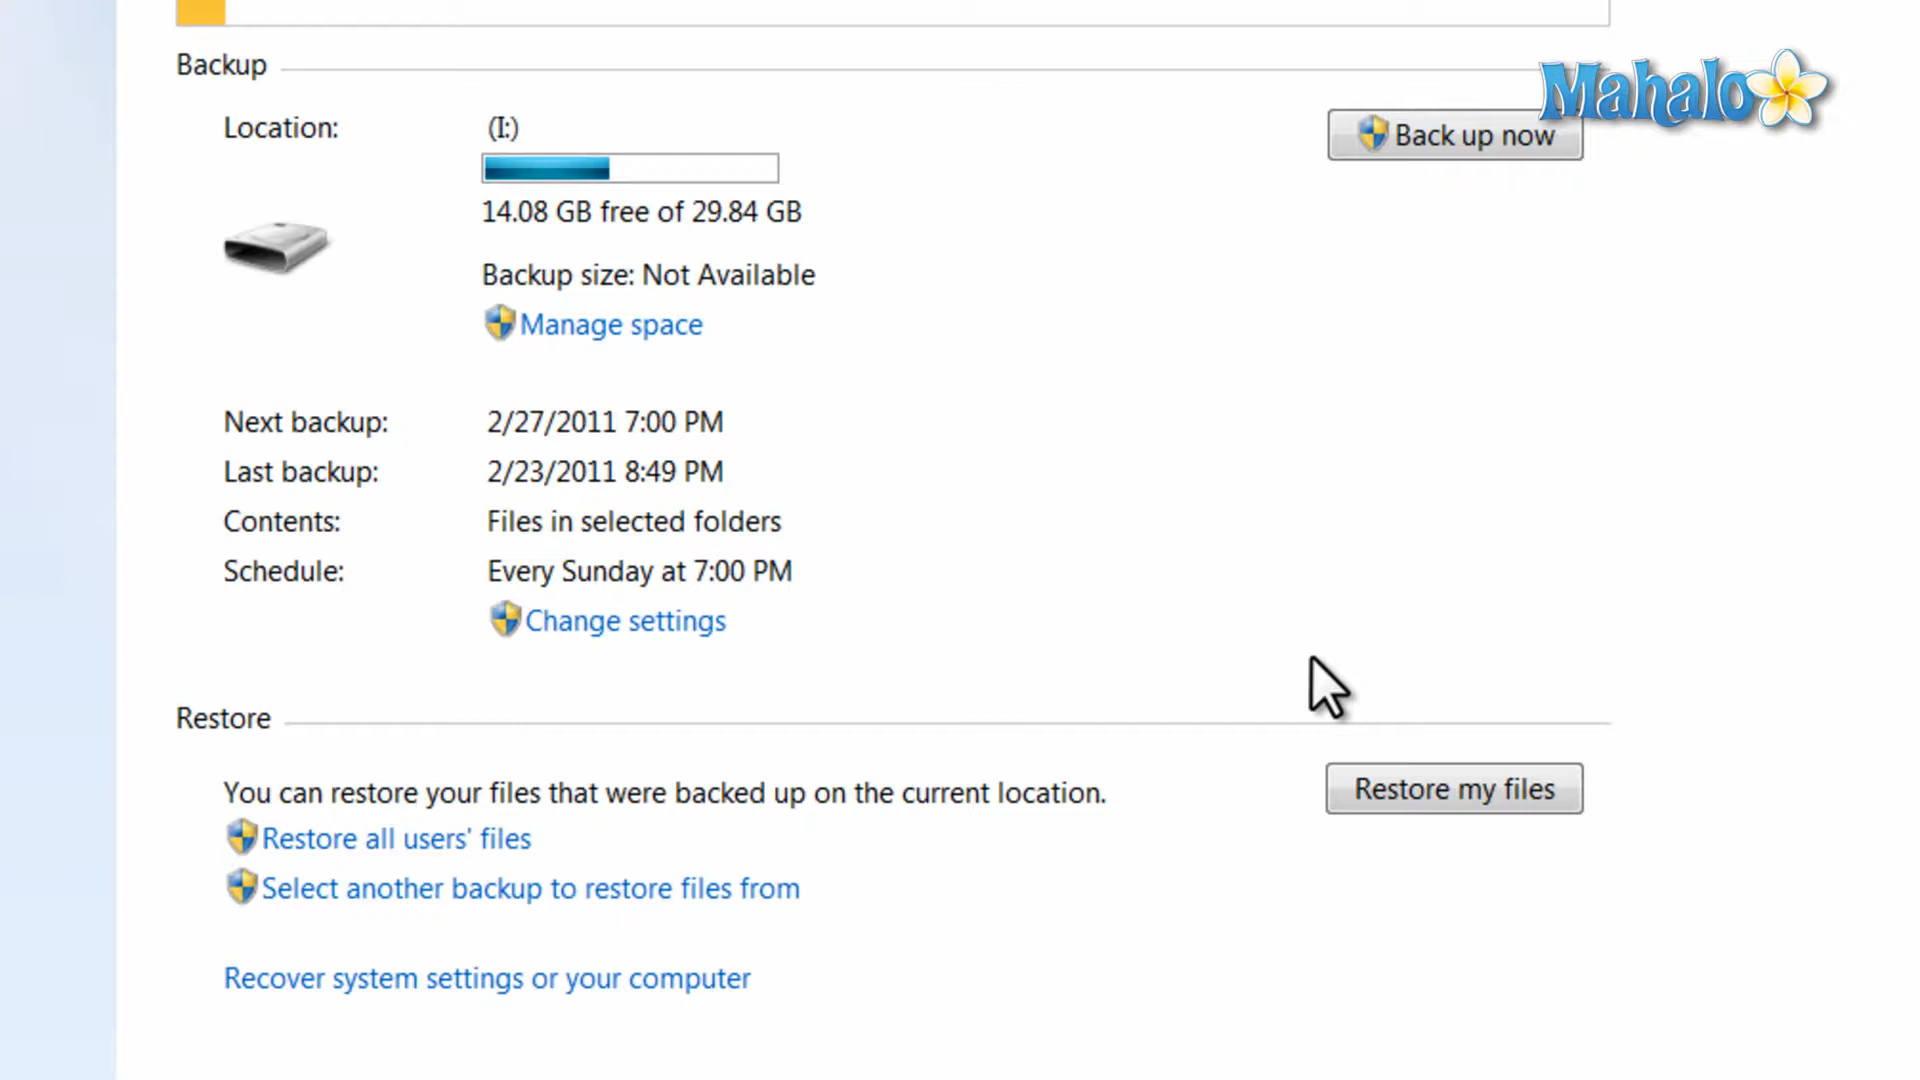 Backup
Mahalo
Location:
(I:)
Back up now
14.08 GB free of 29.84 GB
Backup size: Not Available
Manage space
Next backup: 2/27/2011 7:00 PM
Last backup: 2/23/2011 8:49 PM
Contents: Files in selected folders
Schedule: Every Sunday at 7:00 PM
Change settings
Restore
You can restore your files that were backed up on the current location.
Restore my files
Restore all users' files
Select another backup to restore files from
Recover system settings or your computer